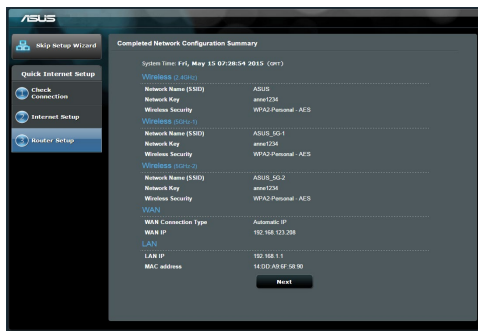 ASUS
Skip Setup Wizard
Quick Internet Setup
1 Check Connection
2 Internet Setup
3 Router Setup
Completed Network Configuration Summary
System Time: Fri, May 15 07:28:54 2015 (GMT)
Wireless (2.4GHz)
Network Name (SSID) ASUS
Network Key anne1234
Wireless Security WPA2-Personal - AES
Wireless (5GHz-1)
Network Name (SSID) ASUS_5G-1
Network Key anne1234
Wireless Security WPA2-Personal - AES
Wireless (5GHz-2)
Network Name (SSID) ASUS_5G-2
Network Key anne1234
Wireless Security WPA2-Personal - AES
WAN
WAN Connection Type Automatic IP
WAN IP 192.168.123.208
LAN
LAN IP 192.168.1.1
MAC address 14:DD:A9:6F:58:90
Next